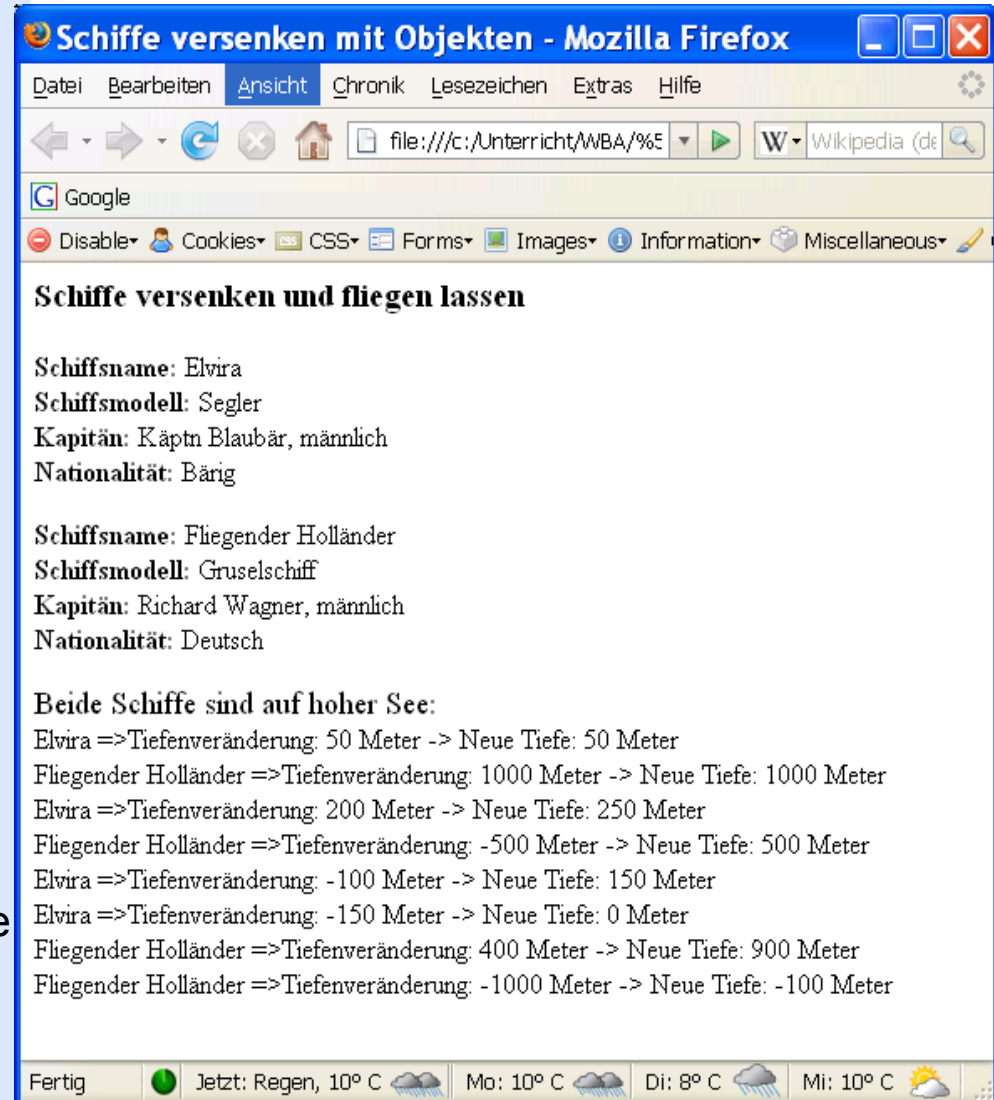 Schiffe versenken mit Objekten - Mozilla Firefox
Datei Bearbeiten Ansicht Chronik Lesezeichen Extras Hilfe
file:///c:/Unterricht/WBA/%5 W Wikipedia (de
G Google
Disable Cookies CSS Forms Images Information Miscellaneous
Schiffe versenken und fliegen lassen
Schiffsname: Elvira
Schiffsmodell: Segler
Kapitän: Käptn Blaubär, männlich
Nationalität: Bärig
Schiffsname: Fliegender Holländer
Schiffsmodell: Gruselschiff
Kapitän: Richard Wagner, männlich
Nationalität: Deutsch
Beide Schiffe sind auf hoher See:
Elvira =>Tiefenveränderung: 50 Meter -> Neue Tiefe: 50 Meter
Fliegender Holländer =>Tiefenveränderung: 1000 Meter -> Neue Tiefe: 1000 Meter
Elvira =>Tiefenveränderung: 200 Meter -> Neue Tiefe: 250 Meter
Fliegender Holländer =>Tiefenveränderung: -500 Meter -> Neue Tiefe: 500 Meter
Elvira =>Tiefenveränderung: -100 Meter -> Neue Tiefe: 150 Meter
Elvira =>Tiefenveränderung: -150 Meter -> Neue Tiefe: 0 Meter
Fliegender Holländer =>Tiefenveränderung: 400 Meter -> Neue Tiefe: 900 Meter
Fliegender Holländer =>Tiefenveränderung: -1000 Meter -> Neue Tiefe: -100 Meter
Fertig Jetzt: Regen, 10º C Mo: 10º C Di: 8º C Mi: 10º C